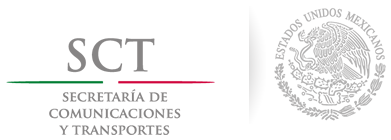 SCT
SECRETARÍA DE
COMUNICACIONES
Y TRANSPORTES
ESTADOS UNIDOS MEXICANOS